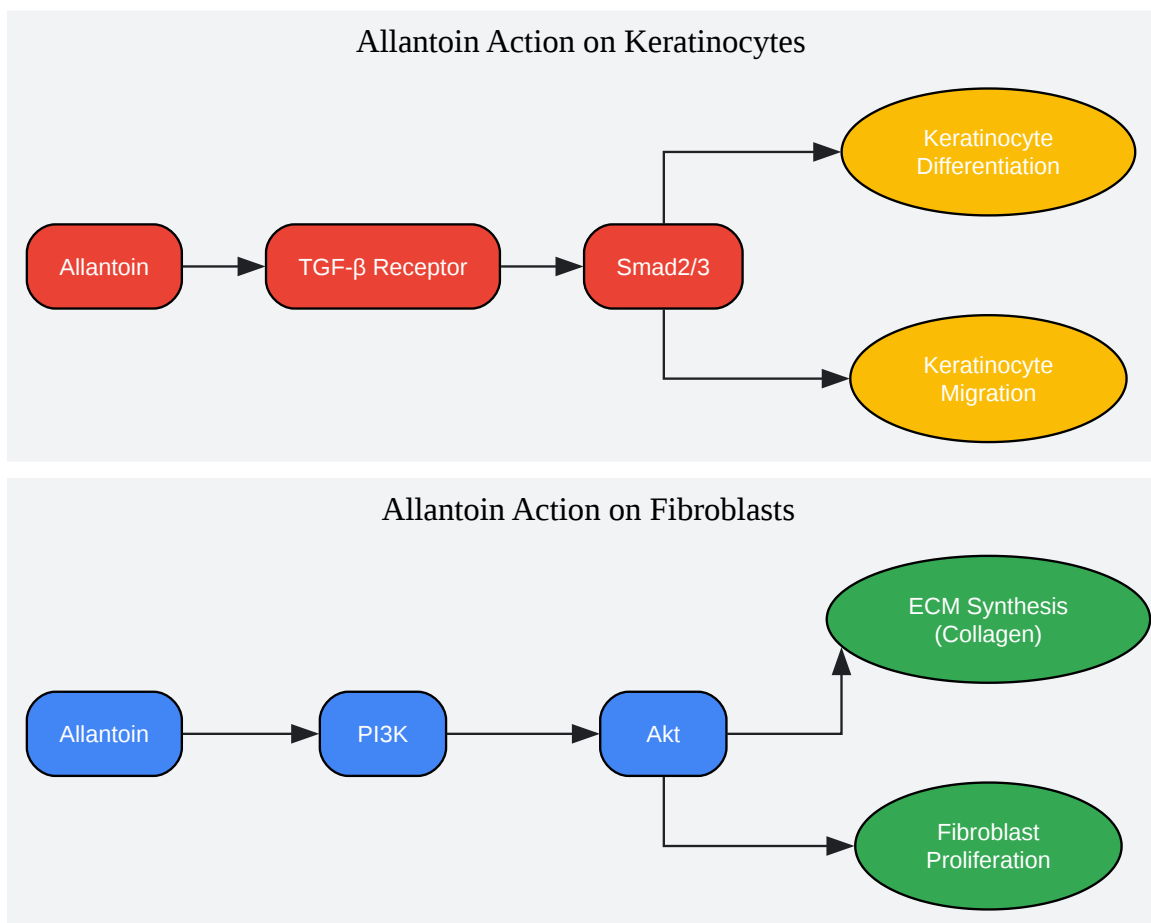 Allantoin Action on Keratinocytes
Keratinocyte
Differentiation
Allantoin
TGF-β Receptor
Smad2/3
Keratinocyte
Migration
Allantoin Action on Fibroblasts
ECM Synthesis
(Collagen)
Allantoin
PI3K
Akt
Fibroblast
Proliferation